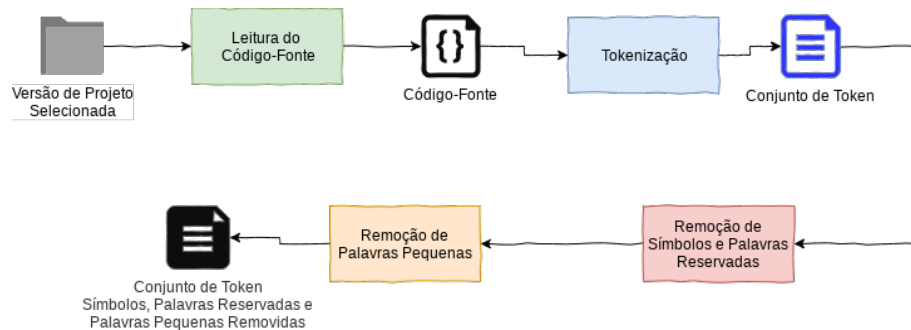 Versão de Projeto
Selecionada
Leitura do
Código-Fonte
{}
Código-Fonte
Tokenização
Conjunto de Token
Remoção de
Símbolos e Palavras
Reservadas
Remoção de
Palavras Pequenas
Conjunto de Token
Símbolos, Palavras Reservadas e
Palavras Pequenas Removidas